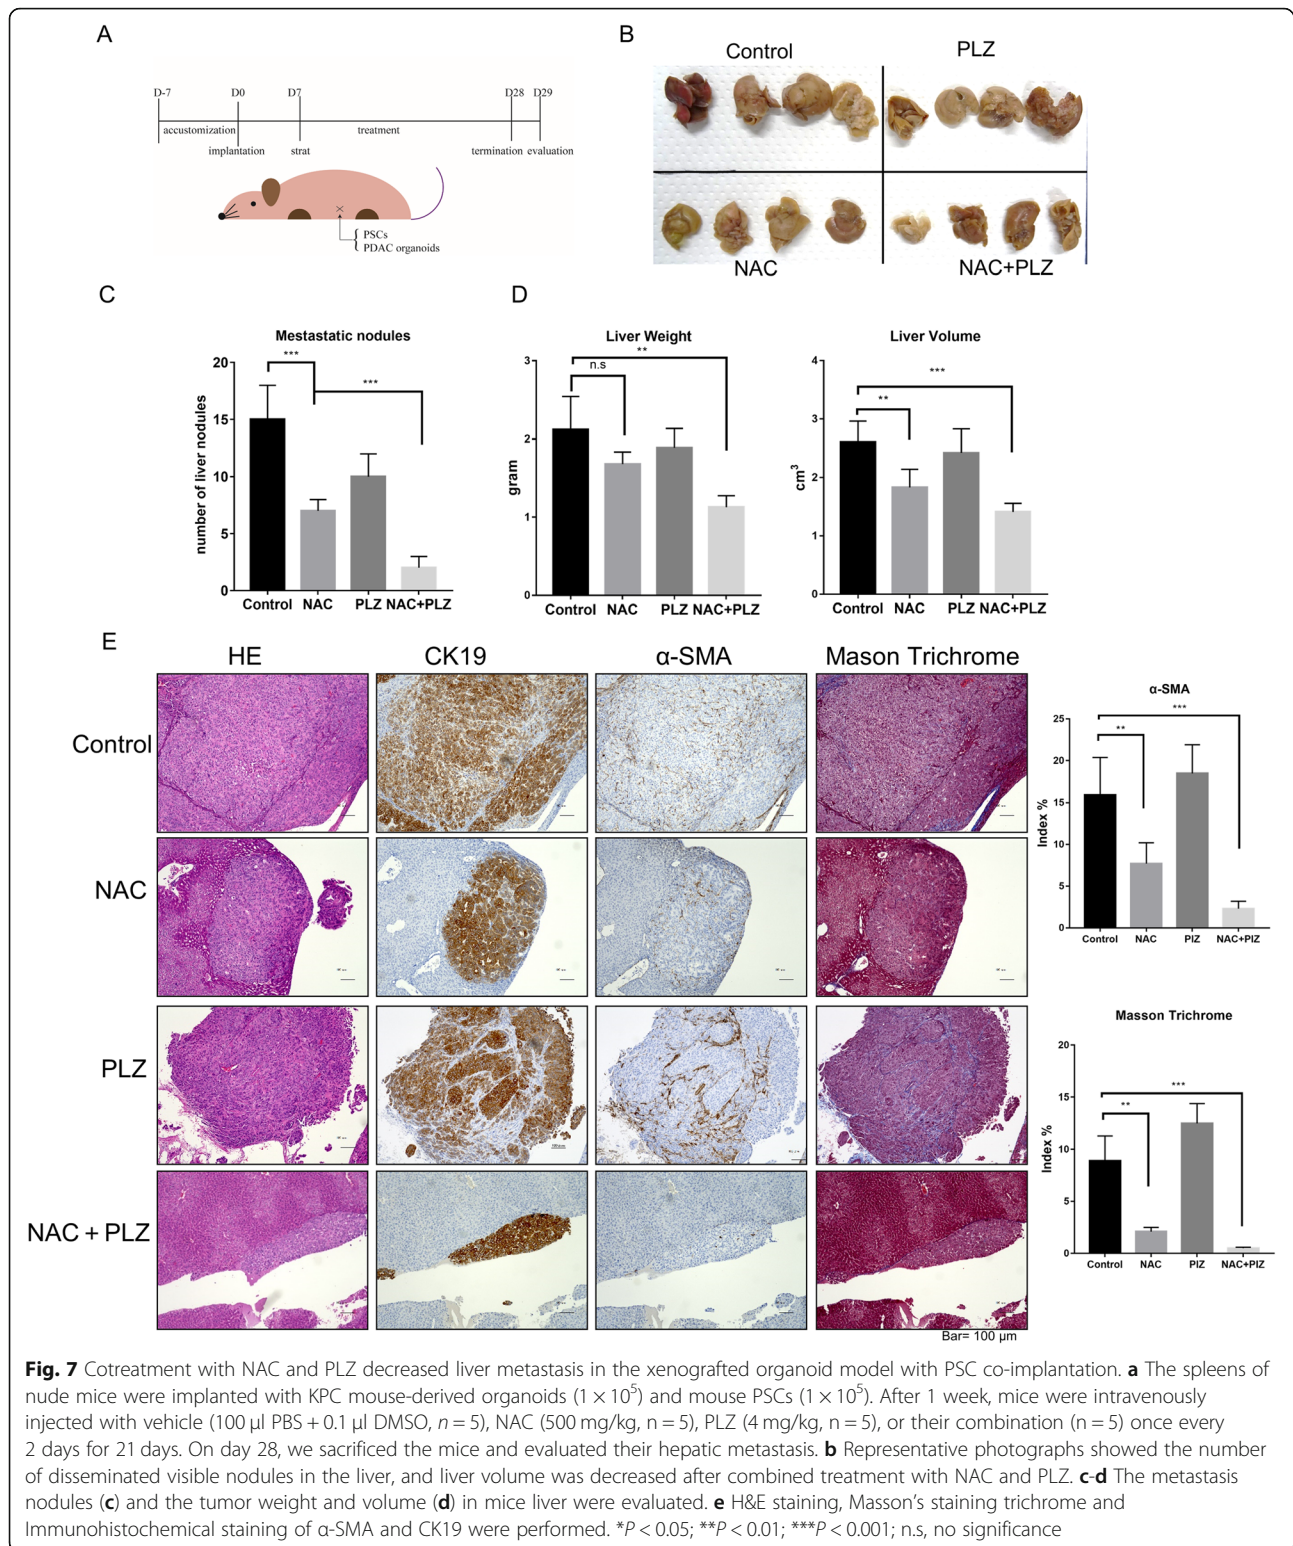 A
D-7 D0 D7 D28 D29
accustomization treatment
implantation strat termination evaluation
PSCs
PDAC organoids
B
Control PLZ
NAC NAC+PLZ
C
Mestastatic nodules
***
***
number of liver nodules
20
15
10
5
0
Control NAC PLZ NAC+PLZ
D
Liver Weight
**
n.s
gram
3
2
1
0
Control NAC PLZ NAC+PLZ
Liver Volume
***
**
cm3
4
3
2
1
0
Control NAC PLZ NAC+PLZ
E
HE CK19 α-SMA Mason Trichrome
Control
NAC
PLZ
NAC + PLZ
Bar= 100 µm
α-SMA
***
**
Index %
25
20
15
10
5
0
Control NAC PIZ NAC+PIZ
Masson Trichrome
***
**
Index %
20
15
10
5
0
Control NAC PIZ NAC+PIZ
Fig. 7 Cotreatment with NAC and PLZ decreased liver metastasis in the xenografted organoid model with PSC co-implantation. a The spleens of
nude mice were implanted with KPC mouse-derived organoids (1 × 10⁵) and mouse PSCs (1 × 10⁵). After 1 week, mice were intravenously
injected with vehicle (100 µl PBS + 0.1 µl DMSO, n = 5), NAC (500 mg/kg, n = 5), PLZ (4 mg/kg, n = 5), or their combination (n = 5) once every
2 days for 21 days. On day 28, we sacrificed the mice and evaluated their hepatic metastasis. b Representative photographs showed the number
of disseminated visible nodules in the liver, and liver volume was decreased after combined treatment with NAC and PLZ. c-d The metastasis
nodules (c) and the tumor weight and volume (d) in mice liver were evaluated. e H&E staining, Masson's staining trichrome and
Immunohistochemical staining of α-SMA and CK19 were performed. *P < 0.05; **P < 0.01; ***P < 0.001; n.s, no significance